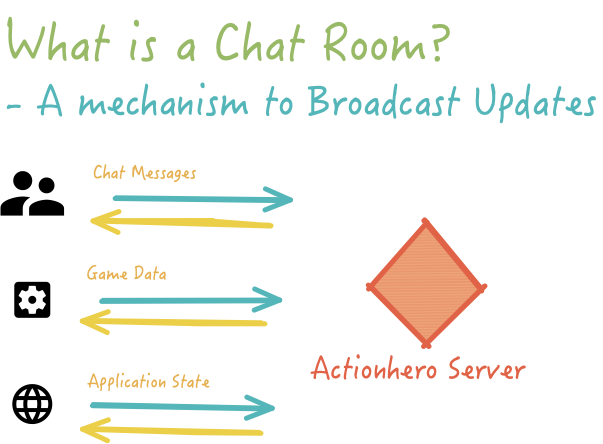 What is a Chat Room?
- A mechanism to Broadcast Updates
Chat Messages
Game Data
Application State
Actionhero Server